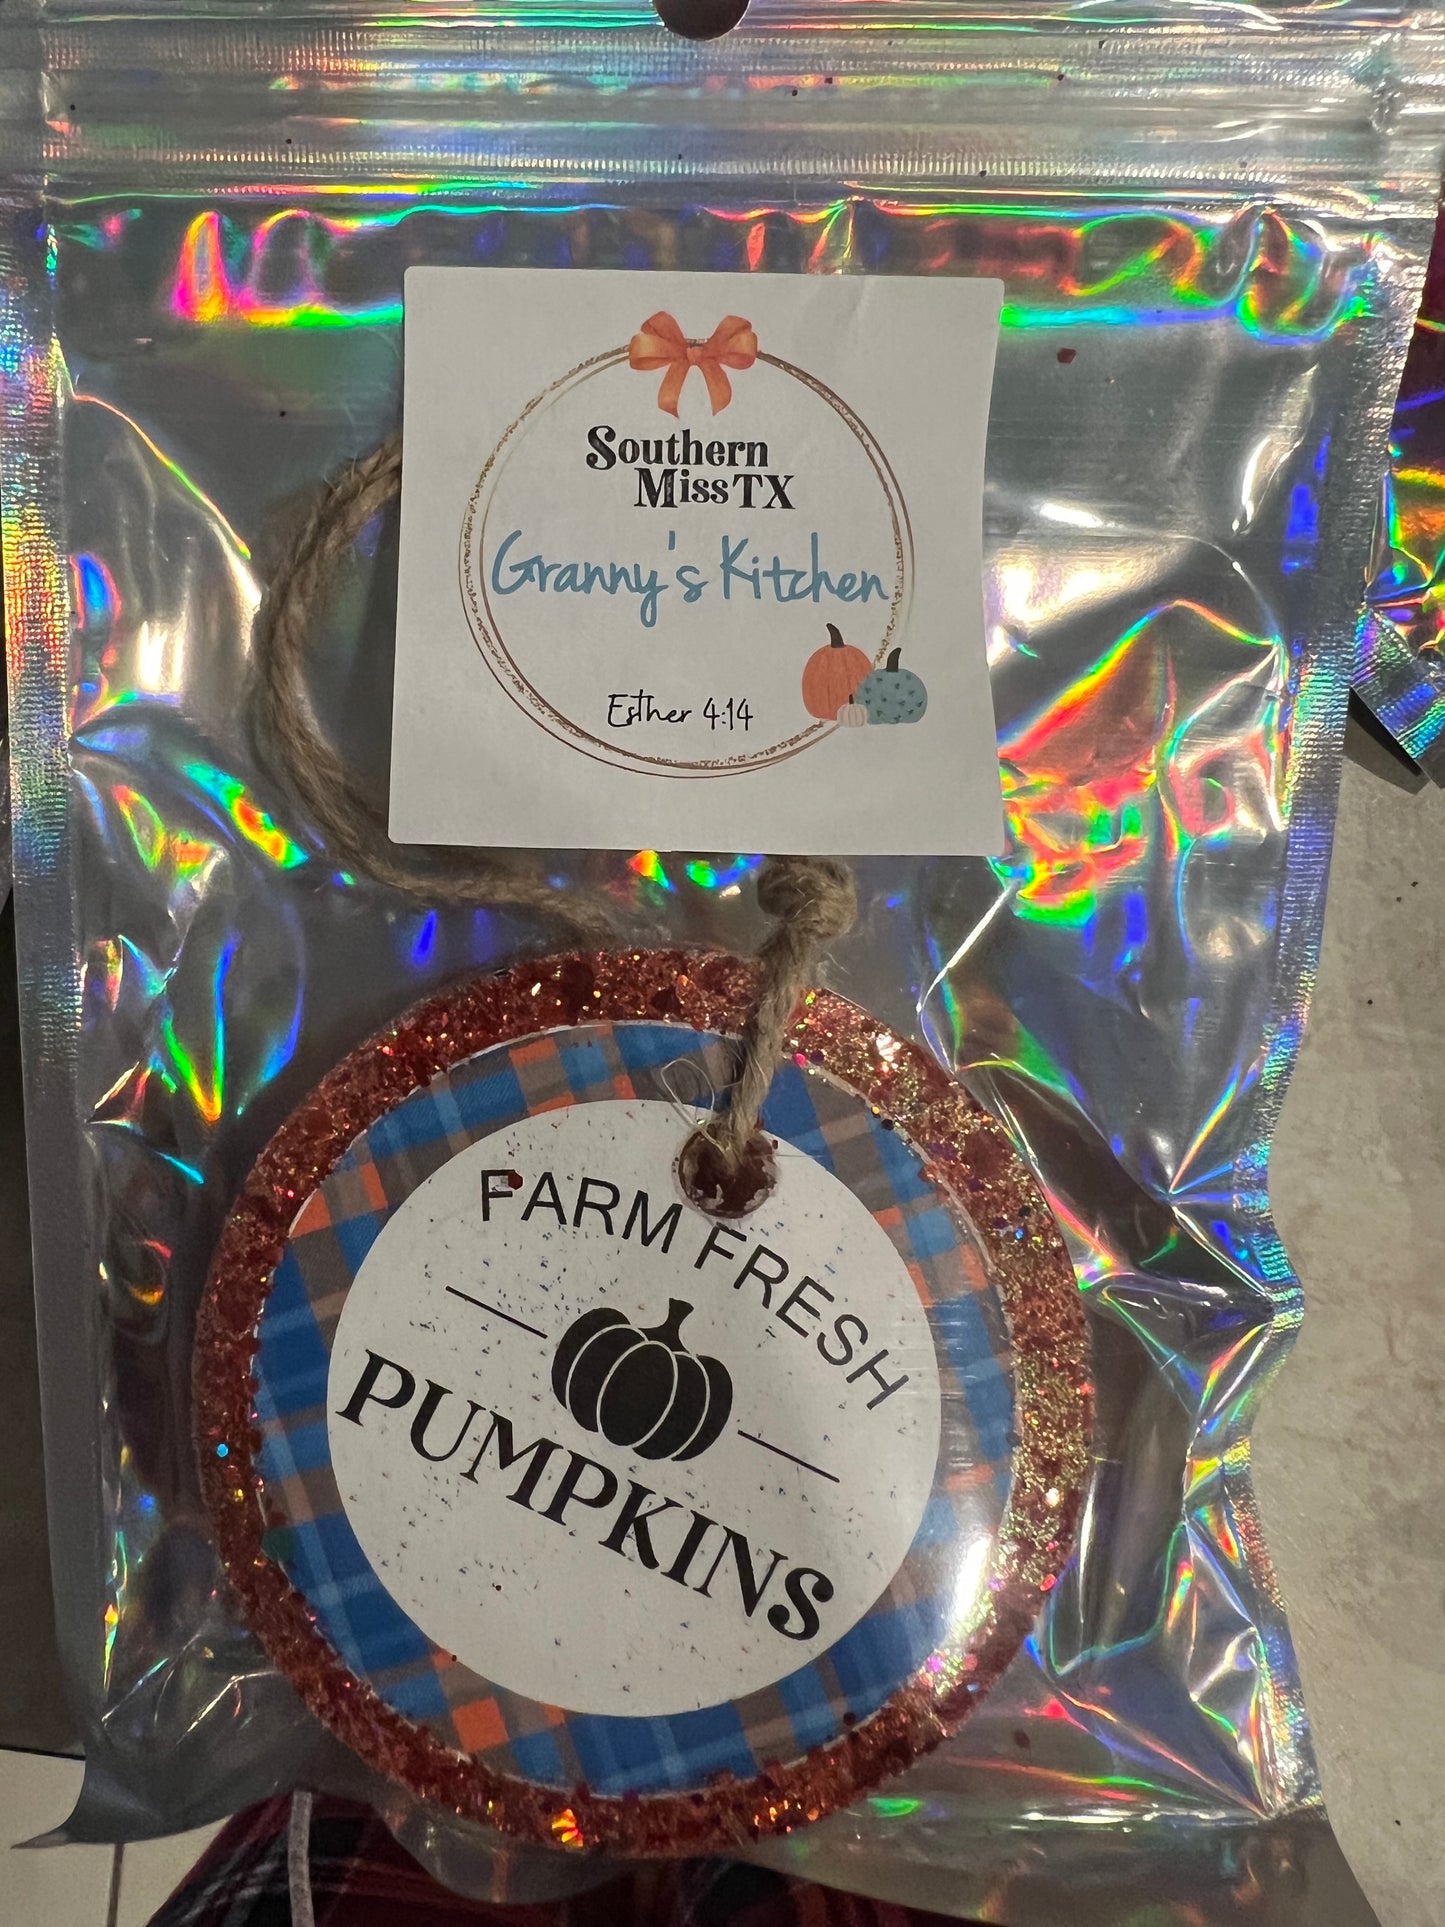 Southern
Miss TX
Granny's Kitchen
Esther 4:14
FARM FRESH
PUMPKINS